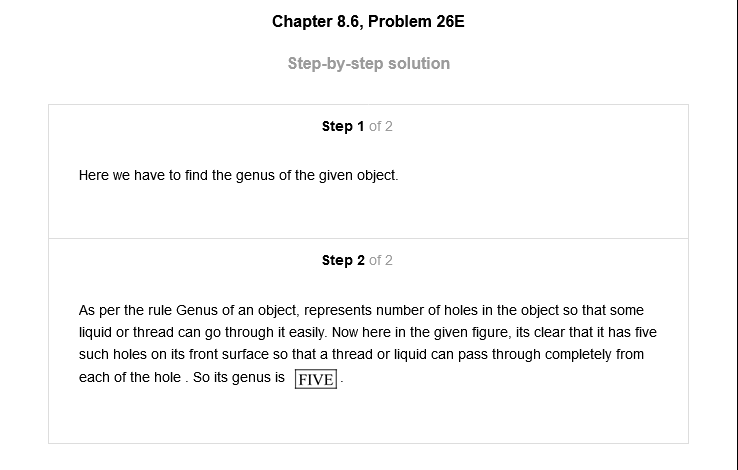 Chapter 8.6, Problem 26E
Step-by-step solution
Step 1 of 2
Here we have to find the genus of the given object.
Step 2 of 2
As per the rule Genus of an object, represents number of holes in the object so that some
liquid or thread can go through it easily. Now here in the given figure, its clear that it has five
such holes on its front surface so that a thread or liquid can pass through completely from
each of the hole . So its genus is FIVE .